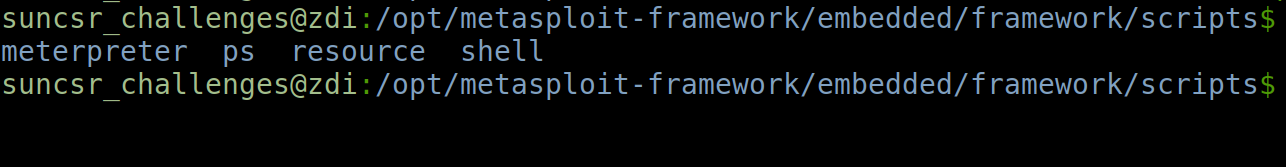 suncsr_challenges@zdi:/opt/metasploit-framework/embedded/framework/scripts$
meterpreter  ps  resource  shell
suncsr_challenges@zdi:/opt/metasploit-framework/embedded/framework/scripts$